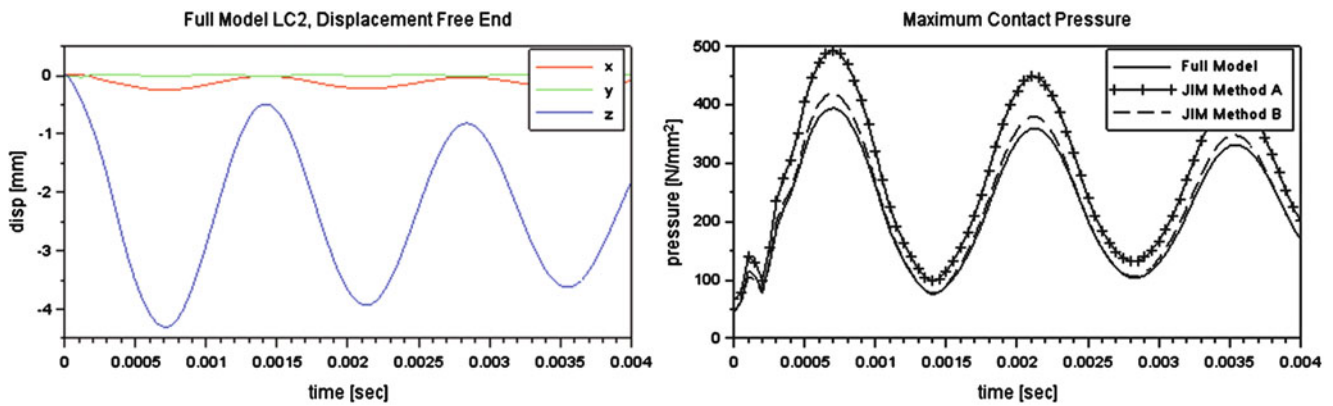 Full Model LC2, Displacement Free End
x
y
z
0
-1
-2
-3
-4
disp [mm]
0 0.0005 0.001 0.0015 0.002 0.0025 0.003 0.0035 0.004
time [sec]
Maximum Contact Pressure
Full Model
JIM Method A
JIM Method B
500
400
300
200
100
0
pressure [N/mm²]
0 0.0005 0.001 0.0015 0.002 0.0025 0.003 0.0035 0.004
time [sec]